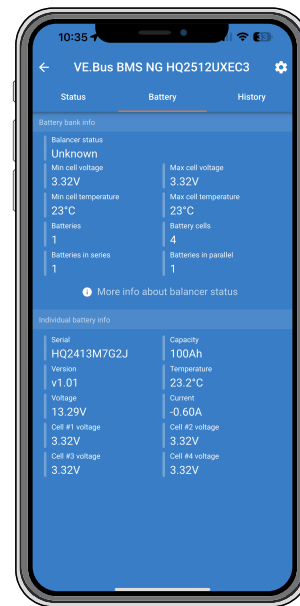 10:35
VE.Bus BMS NG HQ2512UXEC3
Status Battery History
Battery bank info
Balancer status
Unknown
Min cell voltage Max cell voltage
3.32V 3.32V
Min cell temperature Max cell temperature
23°C 23°C
Batteries Battery cells
1 4
Batteries in series Batteries in parallel
1 1
More info about balancer status
Individual battery info
Serial Capacity
HQ2413M7G2J 100Ah
Version Temperature
v1.01 23.2°C
Voltage Current
13.29V -0.60A
Cell #1 voltage Cell #2 voltage
3.32V 3.32V
Cell #3 voltage Cell #4 voltage
3.32V 3.32V